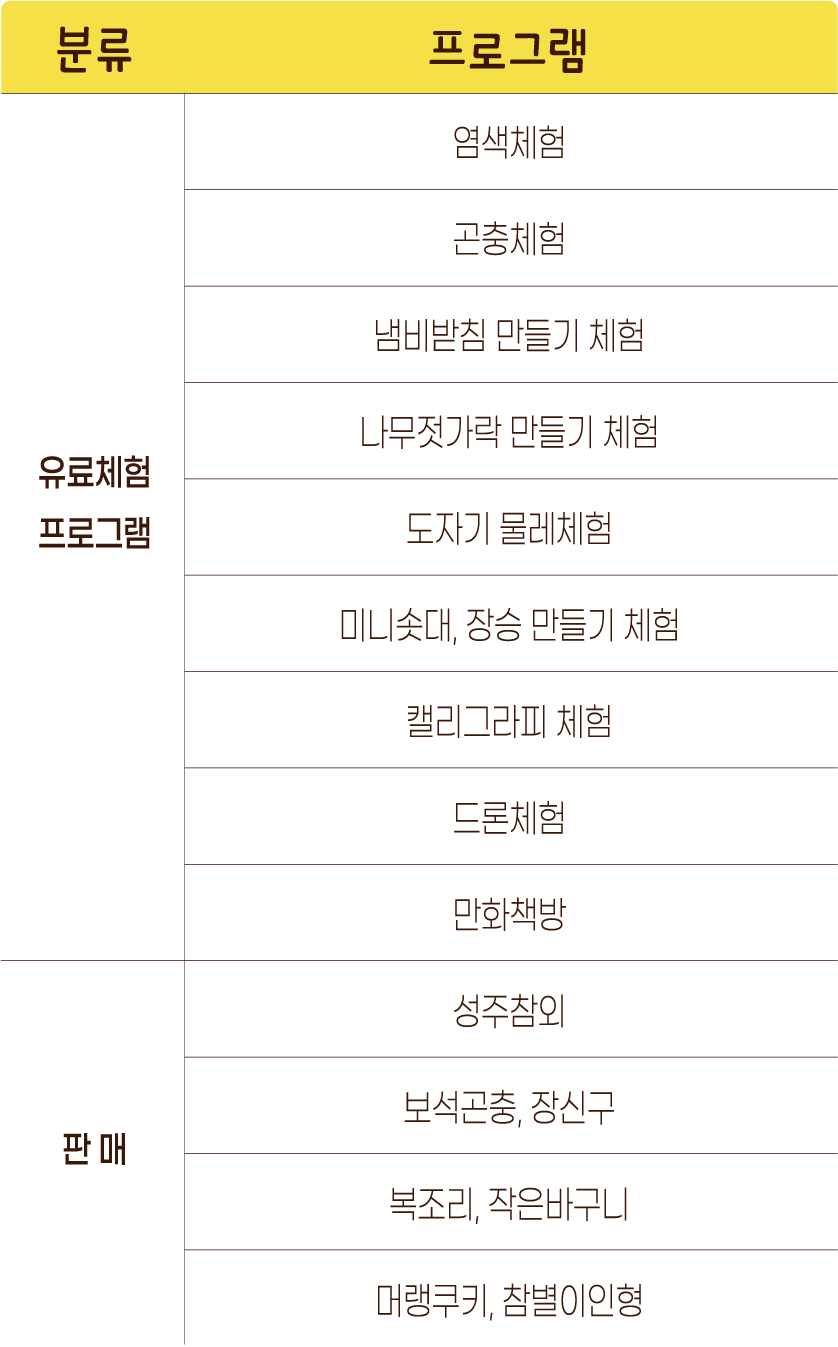 분류 프로그램
유료체험
프로그램
염색체험
곤충체험
냄비받침 만들기 체험
나무젓가락 만들기 체험
도자기 물레체험
미니솟대, 장승 만들기 체험
캘리그라피 체험
드론체험
만화책방
판 매
성주참외
보석곤충, 장신구
복조리, 작은바구니
머랭쿠키, 참별이인형